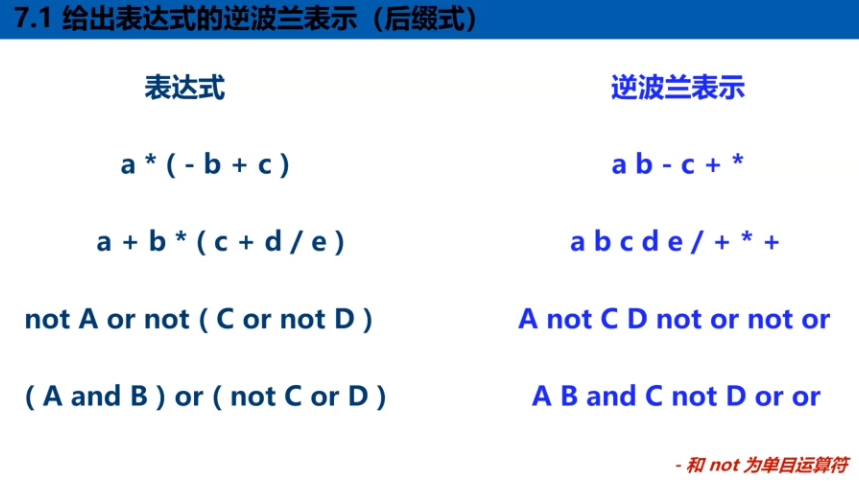 7.1 给出表达式的逆波兰表示（后缀式）
表达式 逆波兰表示
a * ( - b + c ) a b - c + *
a + b * ( c + d / e ) a b c d e / + * +
not A or not ( C or not D ) A not C D not or not or
( A and B ) or ( not C or D ) A B and C not D or or
- 和 not 为单目运算符